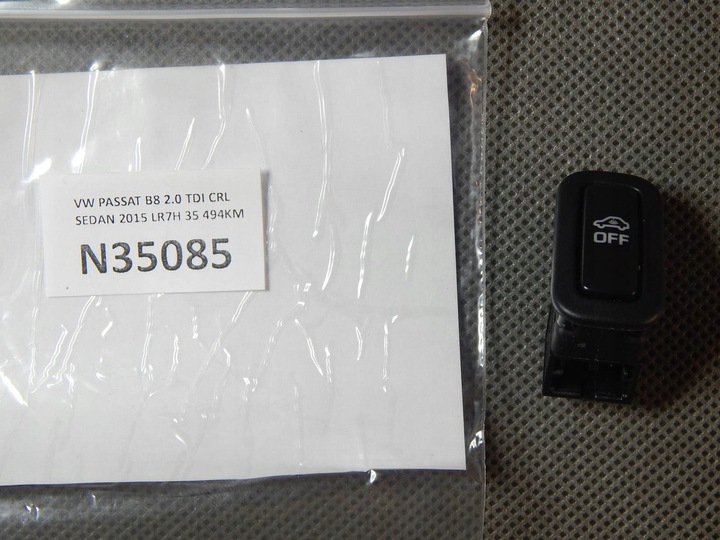 VW PASSAT B8 2.0 TDI CRL
SEDAN 2015 LR7H 35 494KM
N35085
OFF